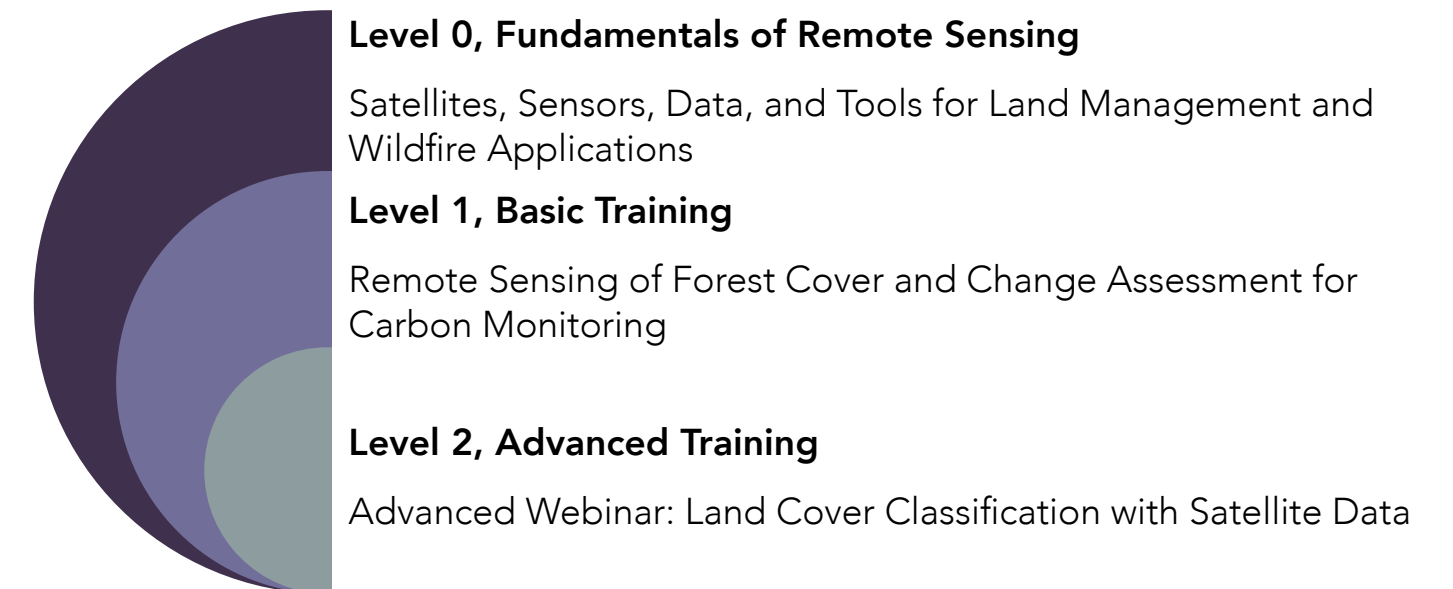 Level 0, Fundamentals of Remote Sensing
Satellites, Sensors, Data, and Tools for Land Management and
Wildfire Applications
Level 1, Basic Training
Remote Sensing of Forest Cover and Change Assessment for
Carbon Monitoring
Level 2, Advanced Training
Advanced Webinar: Land Cover Classification with Satellite Data